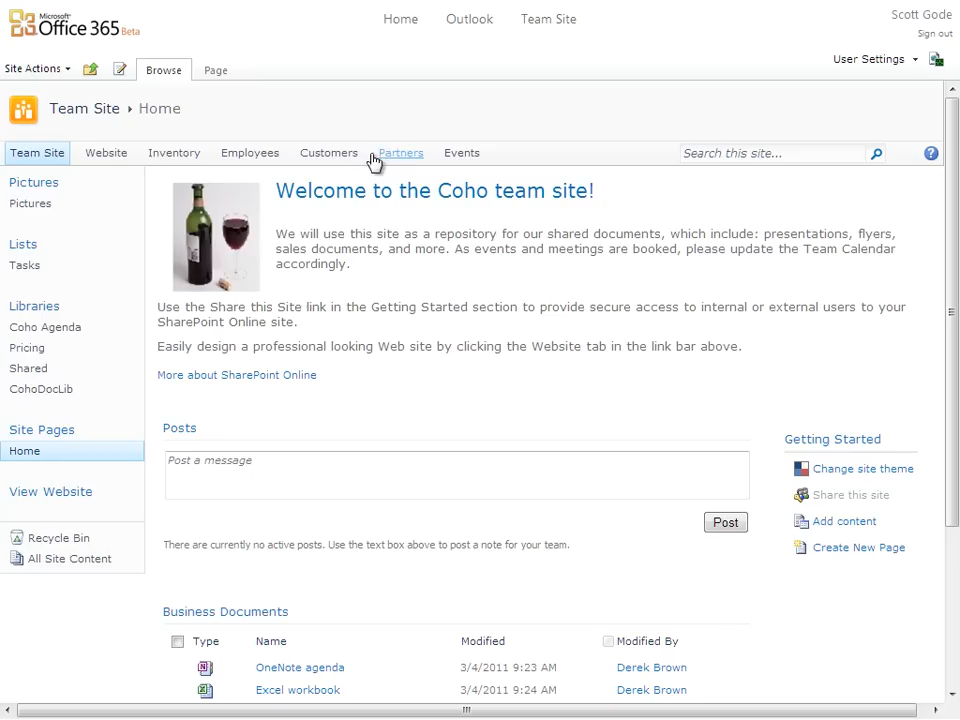 Microsoft
Office 365 Beta
Home Outlook Team Site
Scott Gode
Sign out
Site Actions
Browse Page
User Settings
Team Site Home
Team Site Website Inventory Employees Customers Partners Events
Search this site...
Pictures
Pictures
Lists
Tasks
Libraries
Coho Agenda
Pricing
Shared
CohoDocLib
Site Pages
Home
View Website
Recycle Bin
All Site Content
Welcome to the Coho team site!
We will use this site as a repository for our shared documents, which include: presentations, flyers,
sales documents, and more. As events and meetings are booked, please update the Team Calendar
accordingly.
Use the Share this Site link in the Getting Started section to provide secure access to internal or external users to your
SharePoint Online site.
Easily design a professional looking Web site by clicking the Website tab in the link bar above.
More about SharePoint Online
Posts
Post a message
Post
There are currently no active posts. Use the text box above to post a note for your team.
Getting Started
Change site theme
Share this site
Add content
Create New Page
Business Documents
Type Name Modified Modified By
OneNote agenda 3/4/2011 9:23 AM Derek Brown
Excel workbook 3/4/2011 9:24 AM Derek Brown